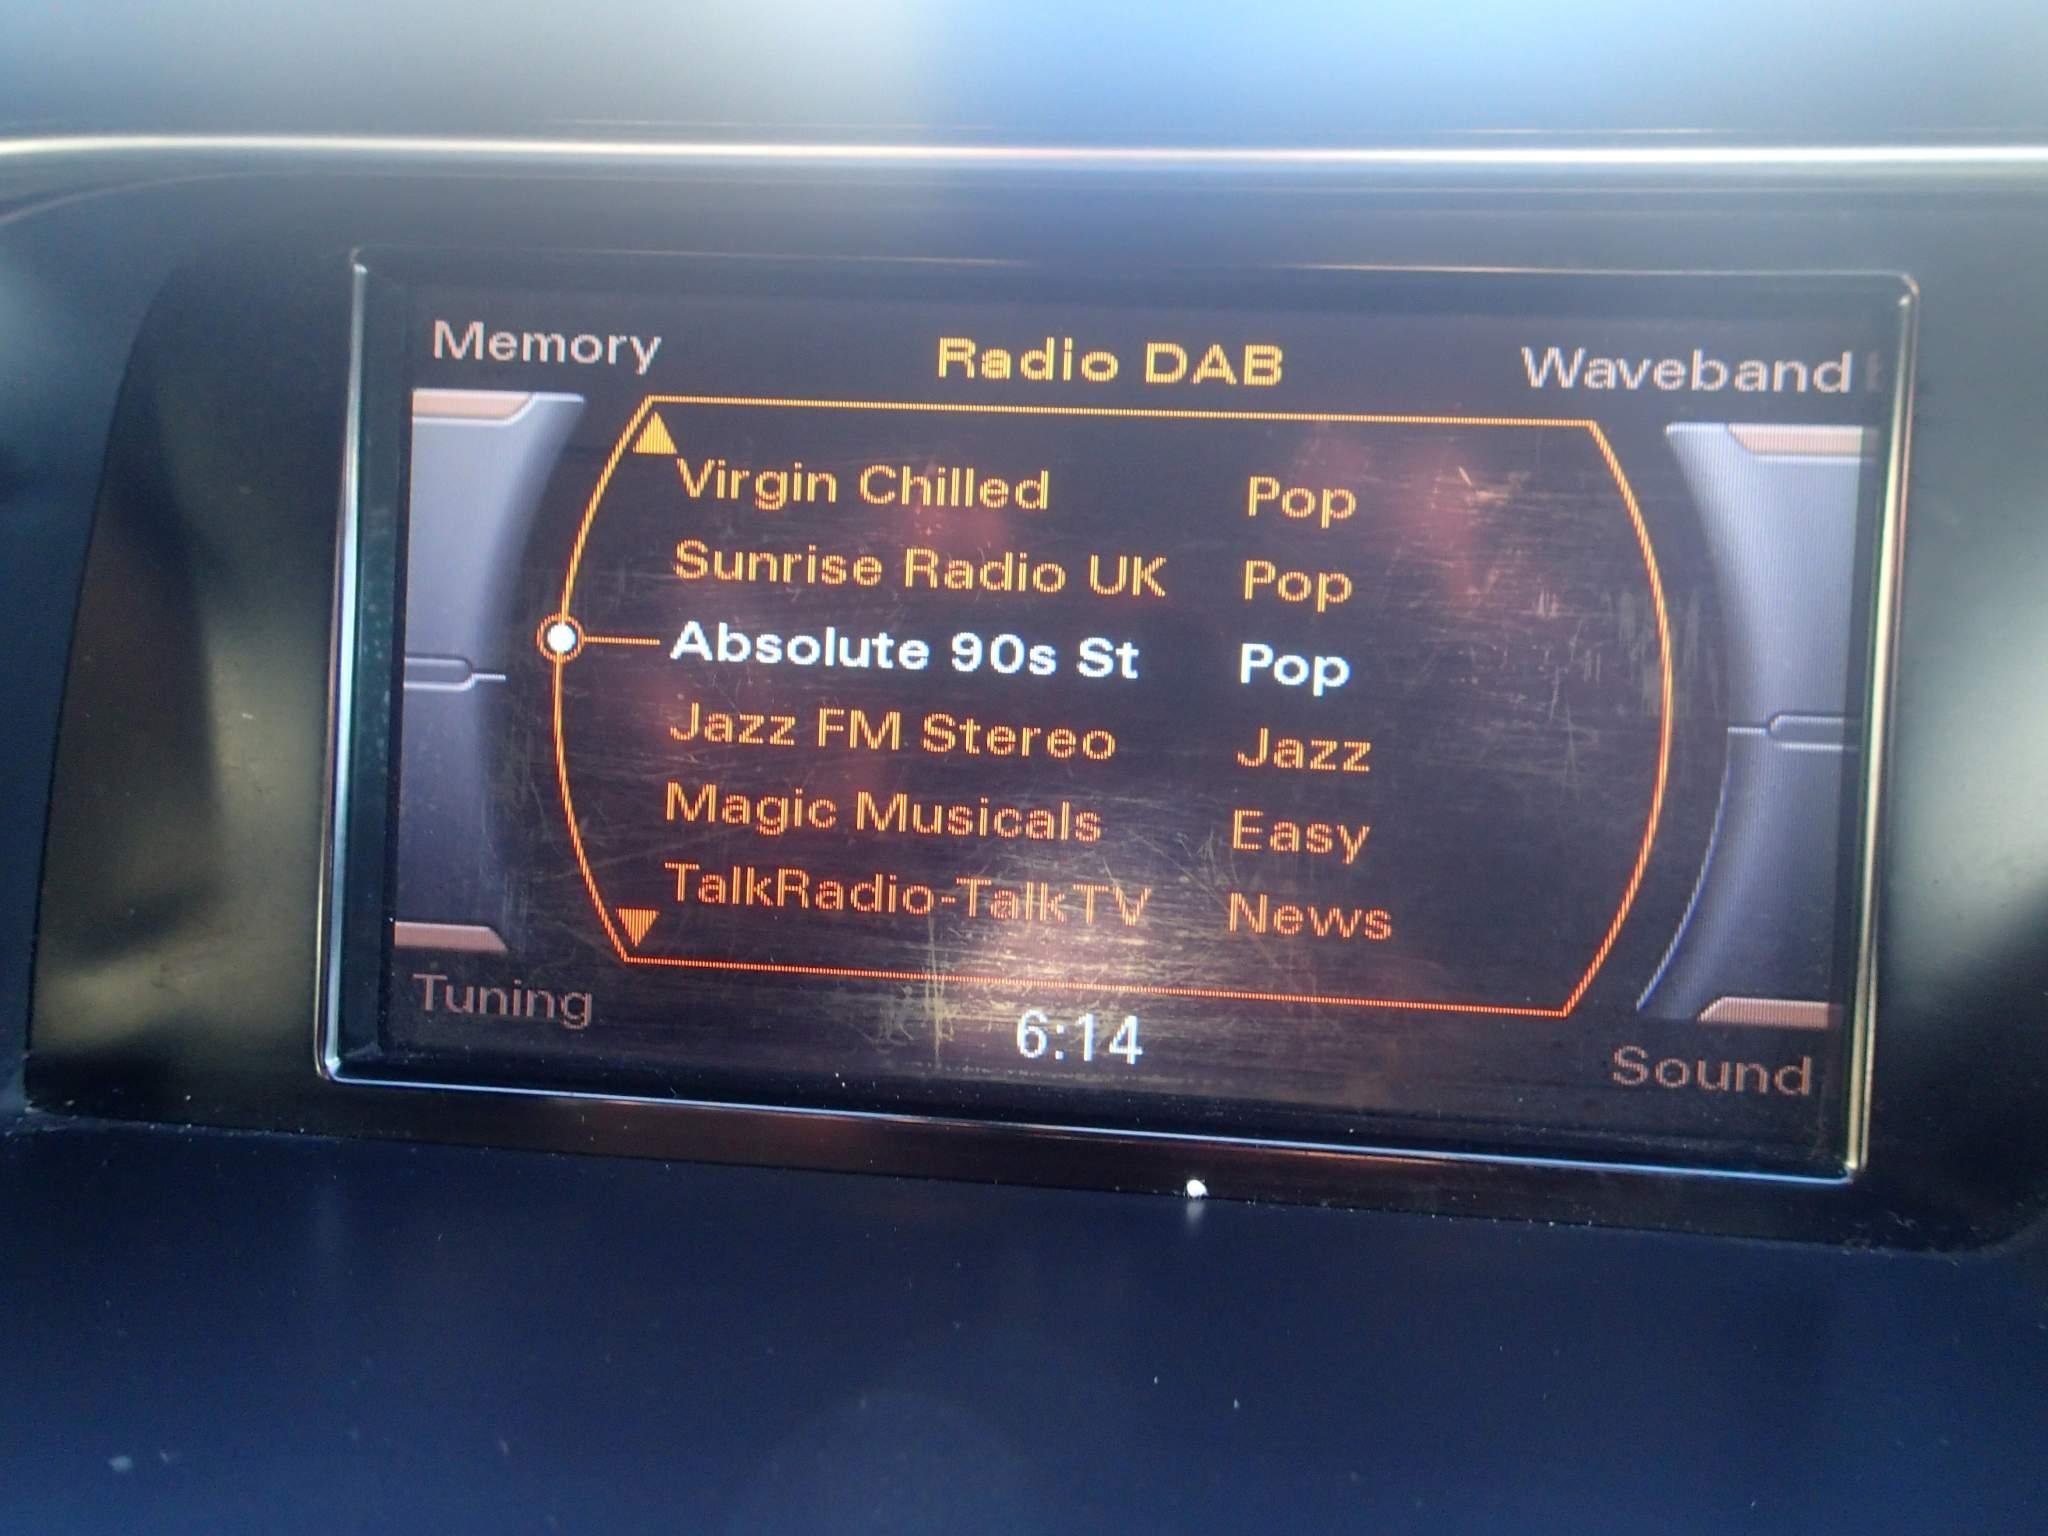 Memory Radio DAB Waveband
Virgin Chilled Pop
Sunrise Radio UK Pop
Absolute 90s St Pop
Jazz FM Stereo Jazz
Magic Musicals Easy
TalkRadio-TalkTV News
Tuning 6:14 Sound